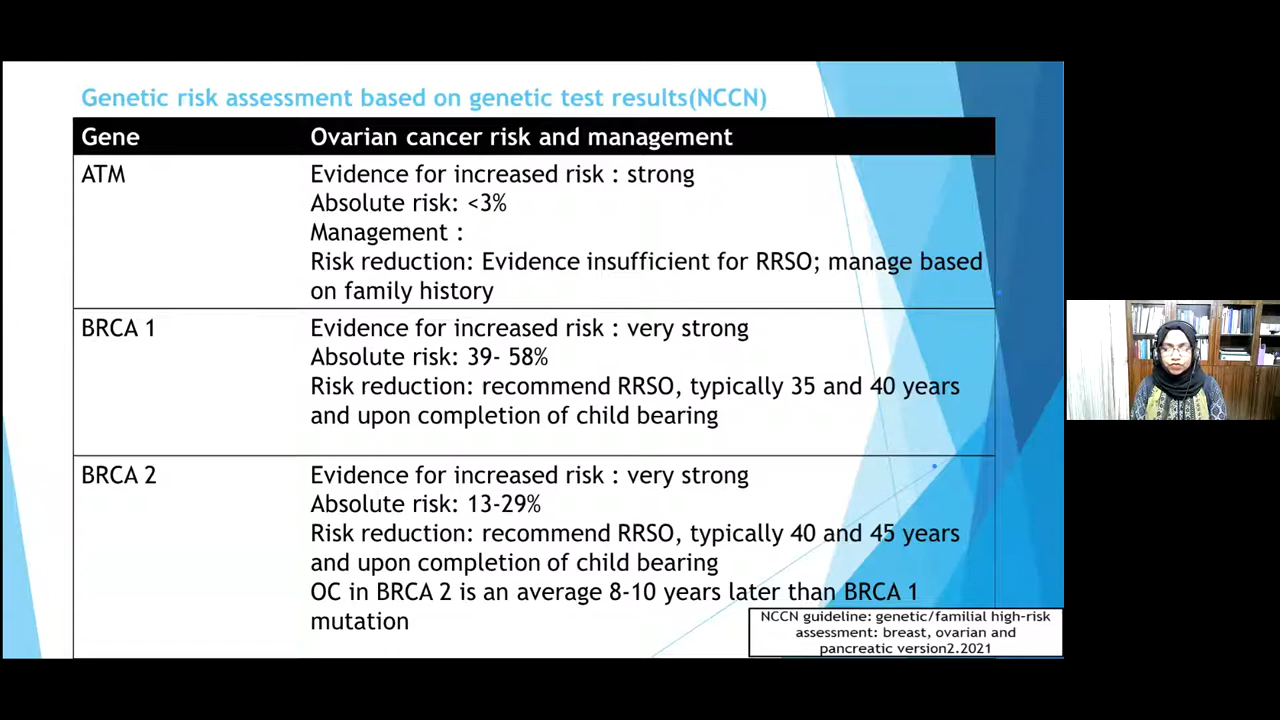 Genetic risk assessment based on genetic test results(NCCN)
Gene
Ovarian cancer risk and management
ATM
Evidence for increased risk : strong
Absolute risk: <3%
Management :
Risk reduction: Evidence insufficient for RRSO; manage based
on family history
BRCA 1
Evidence for increased risk : very strong
Absolute risk: 39- 58%
Risk reduction: recommend RRSO, typically 35 and 40 years
and upon completion of child bearing
BRCA 2
Evidence for increased risk : very strong
Absolute risk: 13-29%
Risk reduction: recommend RRSO, typically 40 and 45 years
and upon completion of child bearing
OC in BRCA 2 is an average 8-10 years later than BRCA 1
mutation
NCCN guideline: genetic/familial high-risk
assessment: breast, ovarian and
pancreatic version2.2021